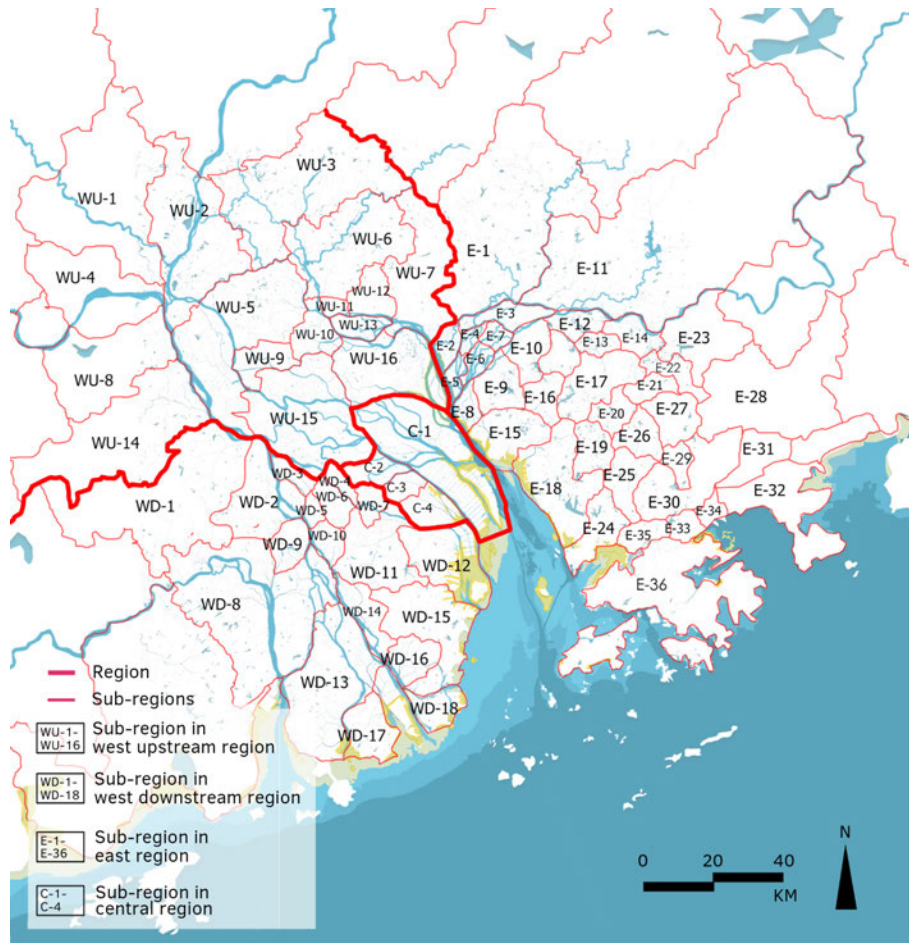 WU-3
WU-1
WU-2
WU-6
E-1
WU-7
E-11
WU-4
WU-12
WU-5
WU-11
E-3
WU-13
E-12
E-4
WU-10
E-7
E-23
E-13
E-14
E-2
E-10
WU-9
WU-16
E-6
E-22
WU-8
E-5
E-9
E-17
E-21
E-28
E-16
E-8
E-20
E-27
WU-15
C-1
E-15
E-26
WU-14
E-19
E-31
E-29
C-2
WD-3
E-25
WD-4
C-3
E-18
E-32
WD-1
WD-2
WD-6
E-30
WD-7
C-4
E-34
WD-5
E-24
E-33
WD-10
E-35
WD-9
WD-12
WD-11
E-36
WD-8
WD-14
WD-15
WD-16
Region
WD-13
Sub-regions
WD-18
WU-1-
WU-16
Sub-region in
west upstream region
WD-17
WD-1-
WD-18
Sub-region in
west downstream region
E-1-
E-36
Sub-region in
east region
C-1-
C-4
Sub-region in
central region
N
0 20 40
KM